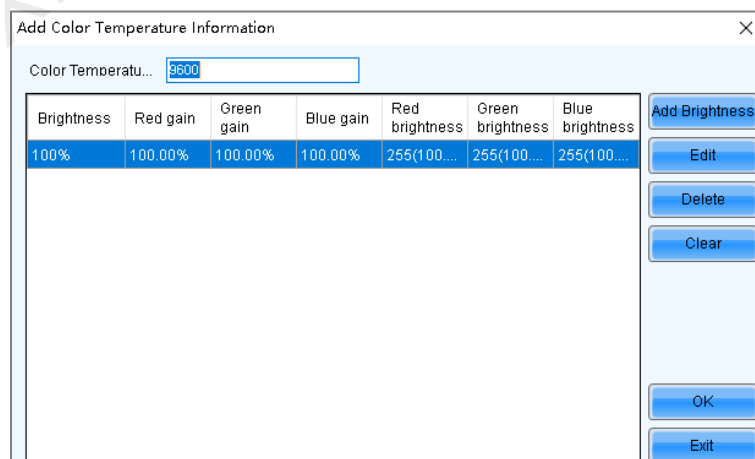 Add Color Temperature Information
Color Temperatu... 9600
Brightness Red gain Green gain Blue gain Red brightness Green brightness Blue brightness
100% 100.00% 100.00% 100.00% 255(100.... 255(100.... 255(100....
Add Brightness
Edit
Delete
Clear
OK
Exit